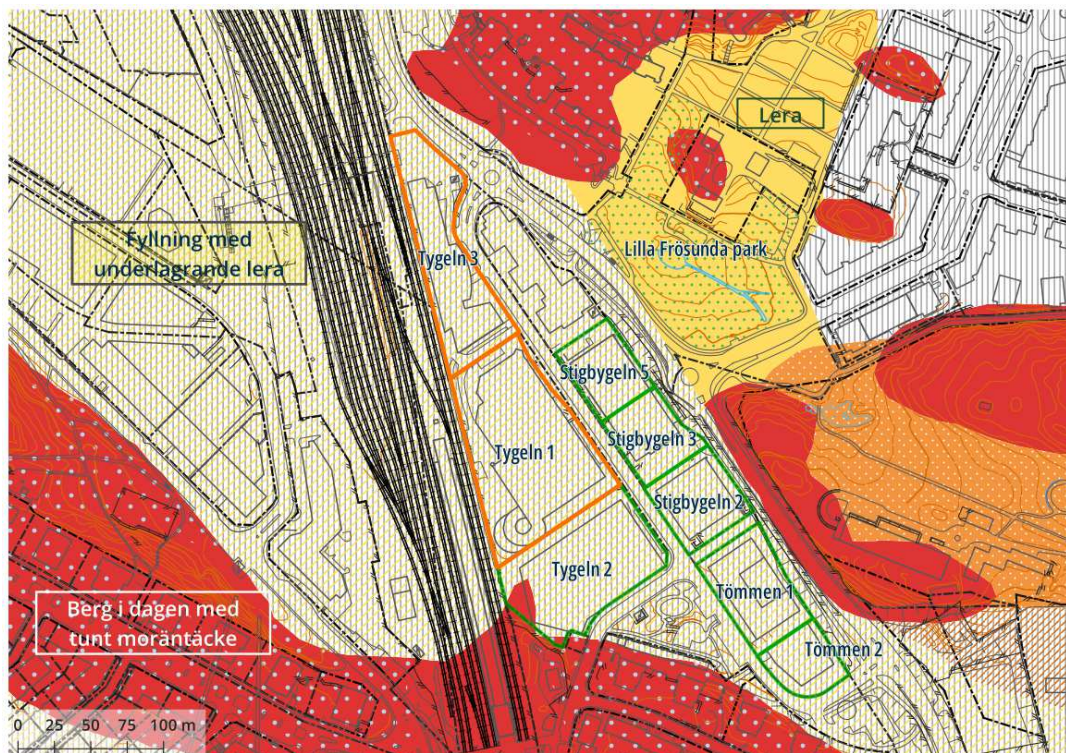 Lera
Fyllning med
underlagrande lera
Lilla Frösunda park
Tygeln 3
Stigbygeln 5
Tygeln 1
Stigbygeln 3
Stigbygeln 2
Tygeln 2
Tömmen 1
Berg i dagen med
tunt moräntäcke
Tömmen 2
0 25 50 75 100 m